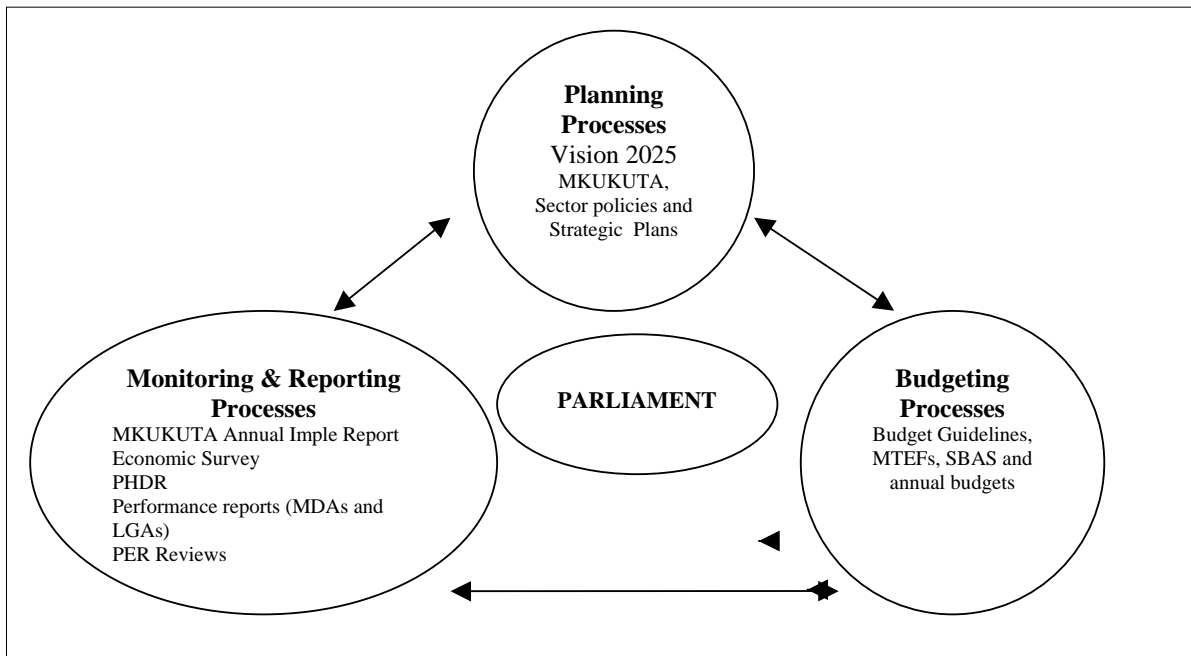 Planning
Processes
Vision 2025
MKUKUTA,
Sector policies and
Strategic Plans
Monitoring & Reporting
Processes
MKUKUTA Annual Imple Report
Economic Survey
PHDR
Performance reports (MDAs and
LGAs)
PER Reviews
PARLIAMENT
Budgeting
Processes
Budget Guidelines,
MTEFs, SBAS and
annual budgets